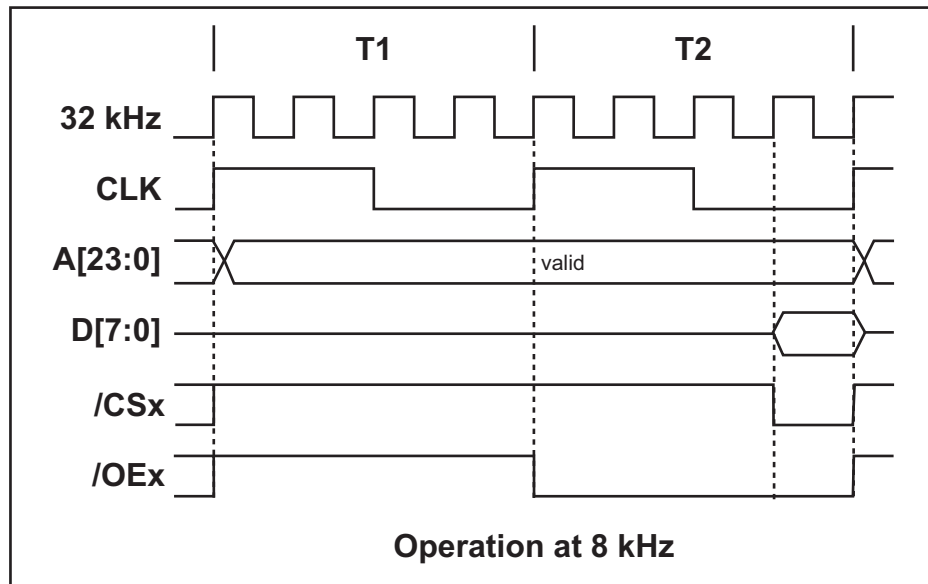 T1 T2
32 kHz
CLK
A[23:0] valid
D[7:0]
/CSx
/OEx
Operation at 8 kHz